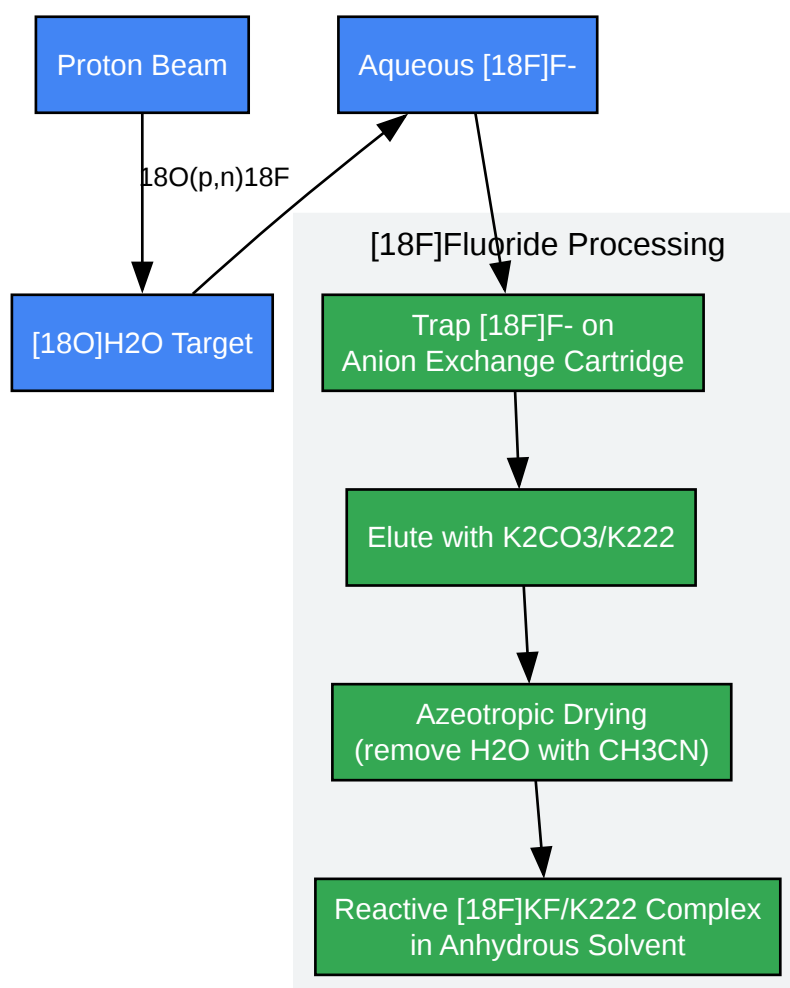 Proton Beam
Aqueous [18F]F-
18O(p,n)18F
[18F]Fluoride Processing
[18O]H2O Target
Trap [18F]F- on
Anion Exchange Cartridge
Elute with K2CO3/K222
Azeotropic Drying
(remove H2O with CH3CN)
Reactive [18F]KF/K222 Complex
in Anhydrous Solvent